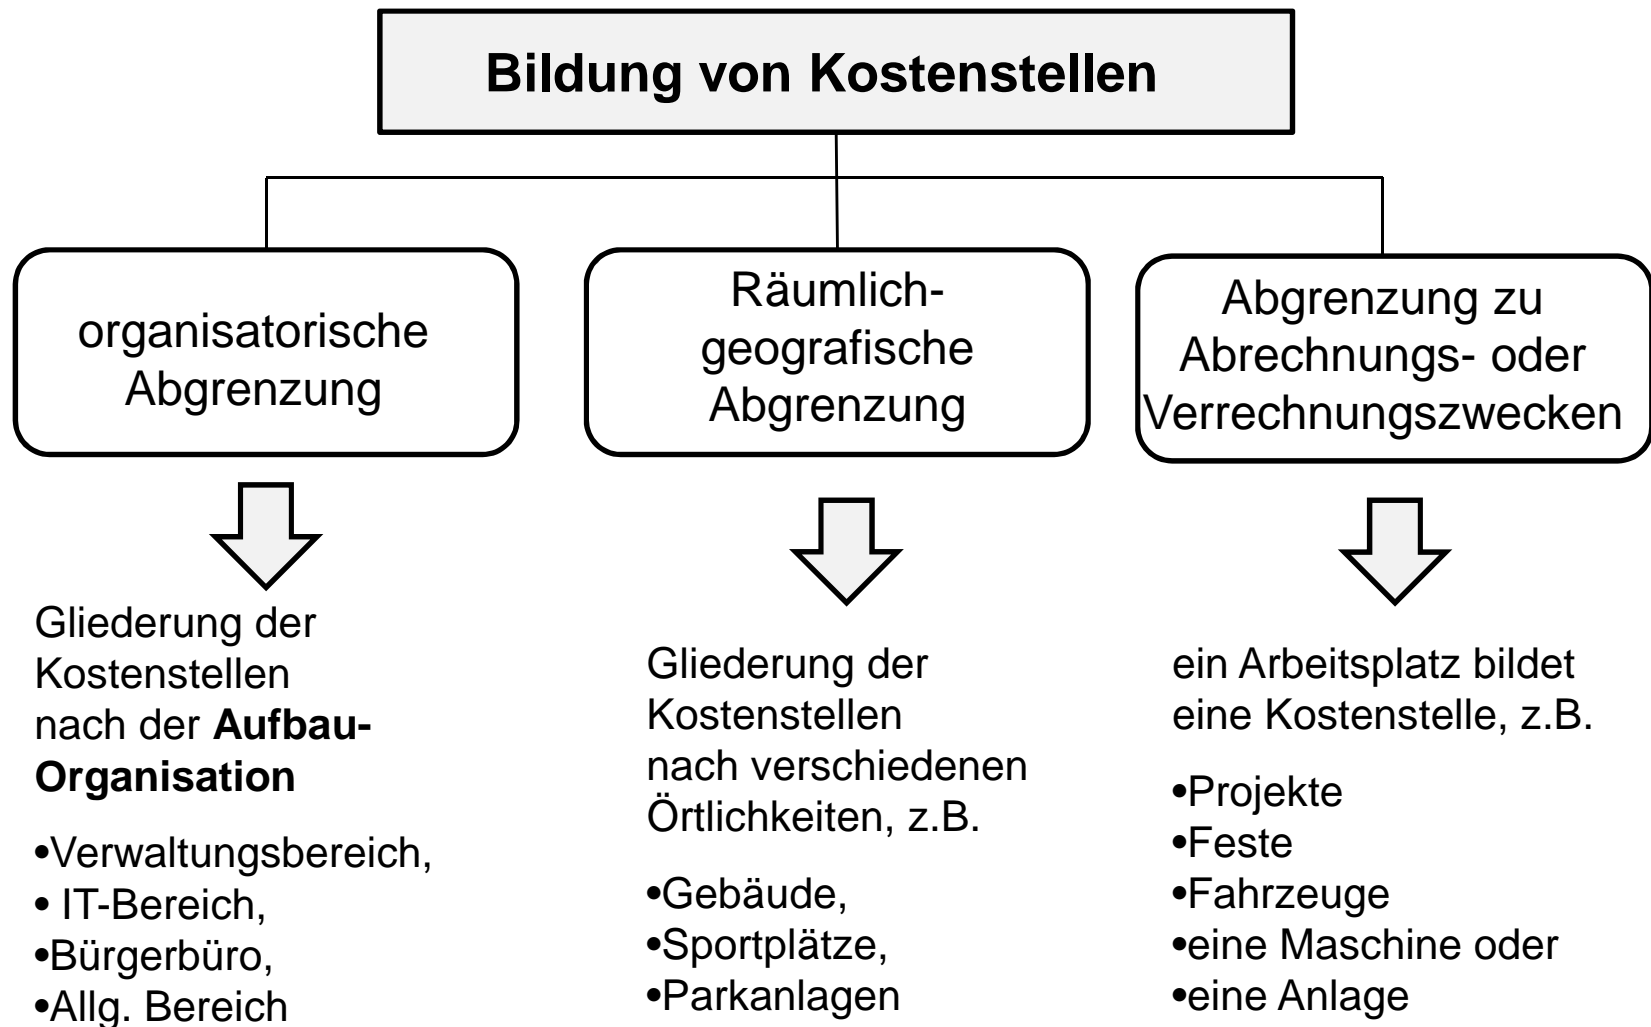 Bildung von Kostenstellen
organisatorische
Abgrenzung
Räumlich-
geografische
Abgrenzung
Abgrenzung zu
Abrechnungs- oder
Verrechnungszwecken
Gliederung der
Kostenstellen
nach der Aufbau-
Organisation
•Verwaltungsbereich,
• IT-Bereich,
•Bürgerbüro,
•Allg. Bereich
Gliederung der
Kostenstellen
nach verschiedenen
Örtlichkeiten, z.B.
•Gebäude,
•Sportplätze,
•Parkanlagen
ein Arbeitsplatz bildet
eine Kostenstelle, z.B.
•Projekte
•Feste
•Fahrzeuge
•eine Maschine oder
•eine Anlage